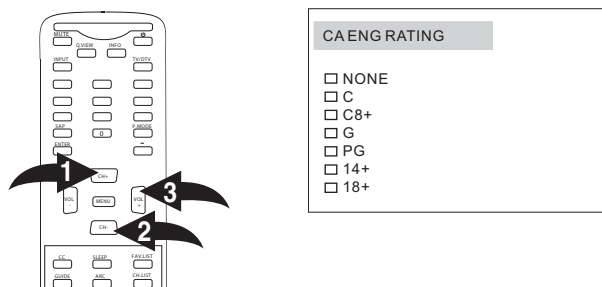 MUTE
Q.VIEW INFO
INPUT TV/DTV
SAP 0 P.MODE
ENTER -
1
CH+
3
VOL - MENU VOL +
CH-
2
CC SLEEP FAV.LIST
GUIDE ARC CH.LIST
CA ENG RATING
NONE
C
C8+
G
PG
14+
18+